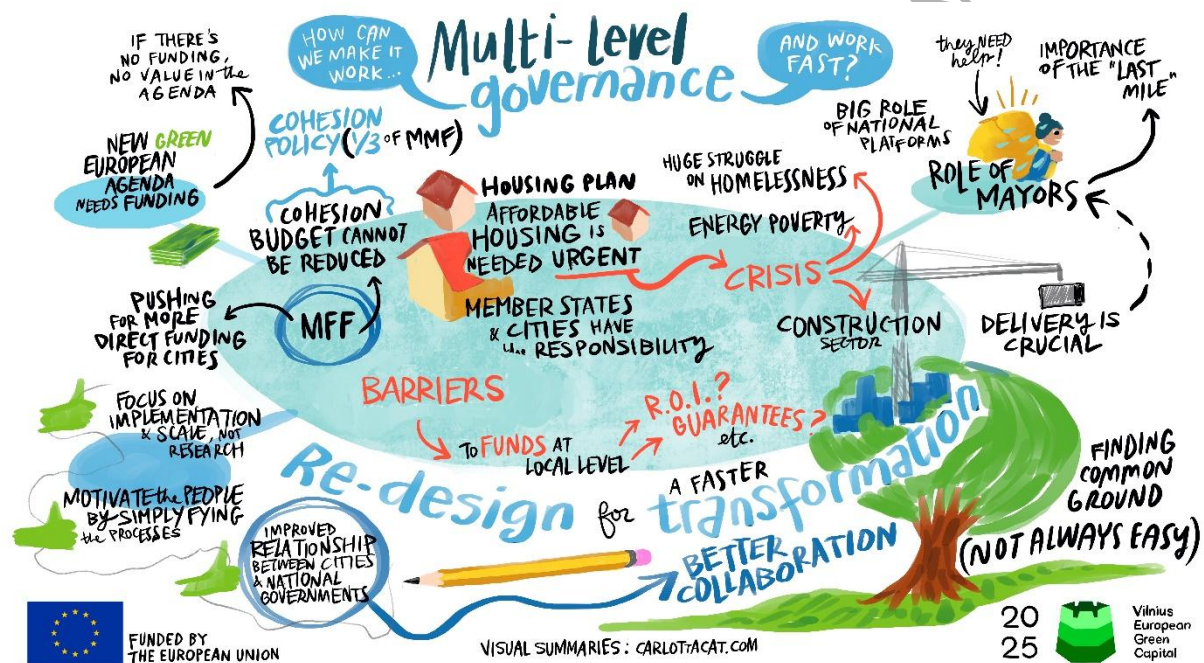 HOW CAN
WE MAKE IT
WORK...
Multi-level
governance
AND WORK
FAST?
IF THERE'S
NO FUNDING,
NO VALUE IN the
AGENDA
NEW GREEN
EUROPEAN
AGENDA
NEEDS FUNDING
COHESION
POLICY (1/3 OF MMF)
COHESION
BUDGET CANNOT
BE REDUCED
MFF
PUSHING
FOR MORE
DIRECT FUNDING
FOR CITIES
HOUSING PLAN
AFFORDABLE
HOUSING IS
NEEDED URGENT
MEMBER STATES
& CITIES HAVE
the RESPONSIBILITY
CRISIS
HUGE STRUGGLE
ON HOMELESSNESS
ENERGY POVERTY
CONSTRUCTION
SECTOR
BIG ROLE
OF NATIONAL
PLATFORMS
they NEED
help!
ROLE OF
MAYORS
IMPORTANCE
OF THE "LAST
MILE"
DELIVERY IS
CRUCIAL
BARRIERS
TO FUNDS AT
LOCAL LEVEL
R.O.I.?
GUARANTEES?
etc.
FOCUS ON
IMPLEMENTATION
& SCALE, NOT
RESEARCH
MOTIVATE the PEOPLE
BY SIMPLYFYING
the PROCESSES
IMPROVED
RELATIONSHIP
BETWEEN CITIES
& NATIONAL
GOVERNMENTS
Re-design for
A FASTER
transformation
BETTER
COLLABORATION
FINDING
COMMON
GROUND
(NOT ALWAYS EASY)
FUNDED BY
THE EUROPEAN UNION
VISUAL SUMMARIES: CARLOTTACAT.COM
20
25
Vilnius
European
Green
Capital